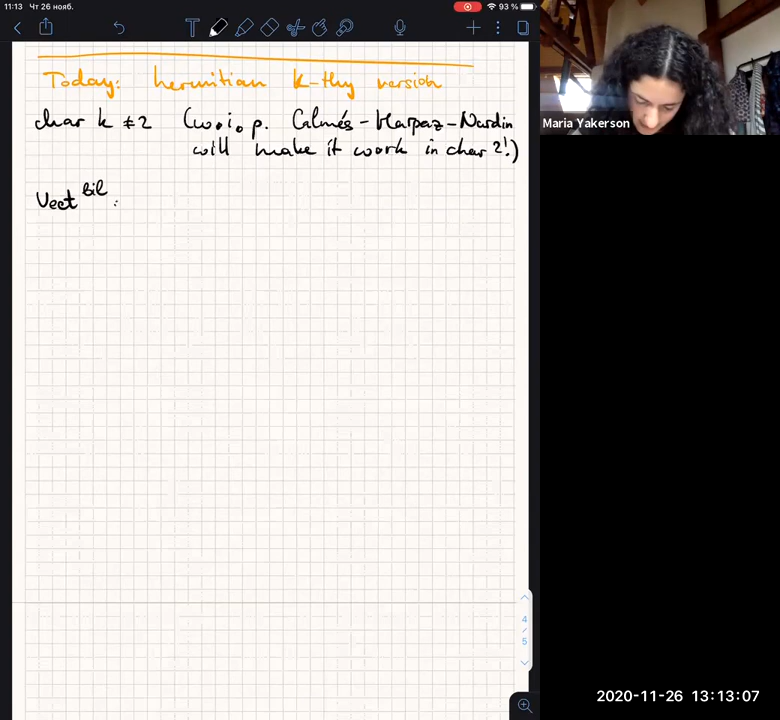 11:13 Чт 26 нояб.
93 %
Today: hermitian K-thy version
char k ≠ 2 (w.i.p. Calmès-Harpaz-Nardin
will make it work in char 2!)
Vect^bil :
4
/
5
Maria Yakerson
2020-11-26 13:13:07